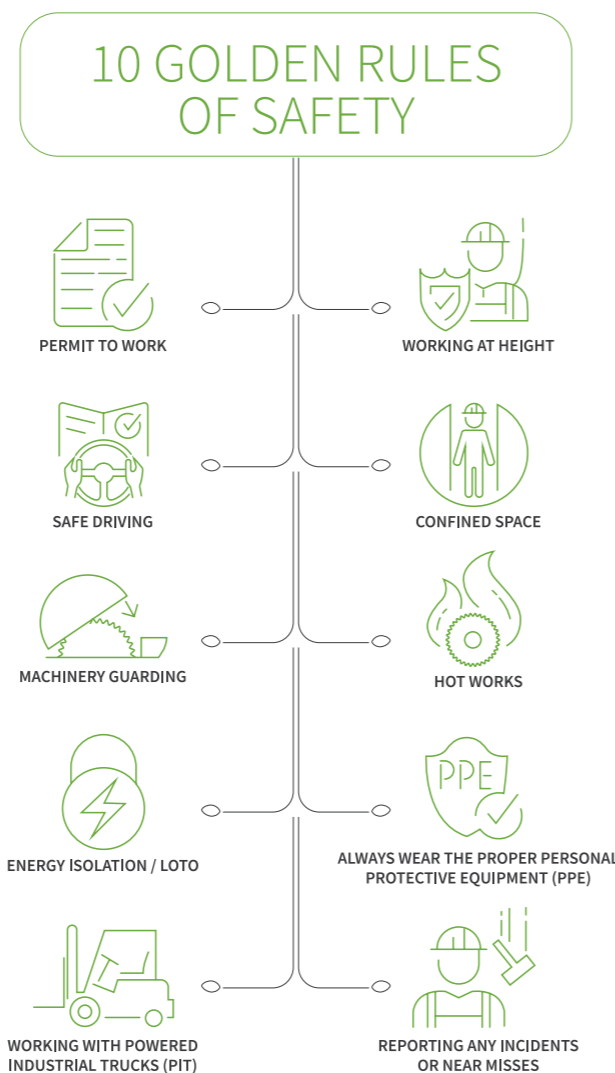 10 GOLDEN RULES
OF SAFETY
PERMIT TO WORK
WORKING AT HEIGHT
SAFE DRIVING
CONFINED SPACE
MACHINERY GUARDING
HOT WORKS
ENERGY ISOLATION / LOTO
PPE
ALWAYS WEAR THE PROPER PERSONAL
PROTECTIVE EQUIPMENT (PPE)
WORKING WITH POWERED
INDUSTRIAL TRUCKS (PIT)
REPORTING ANY INCIDENTS
OR NEAR MISSES